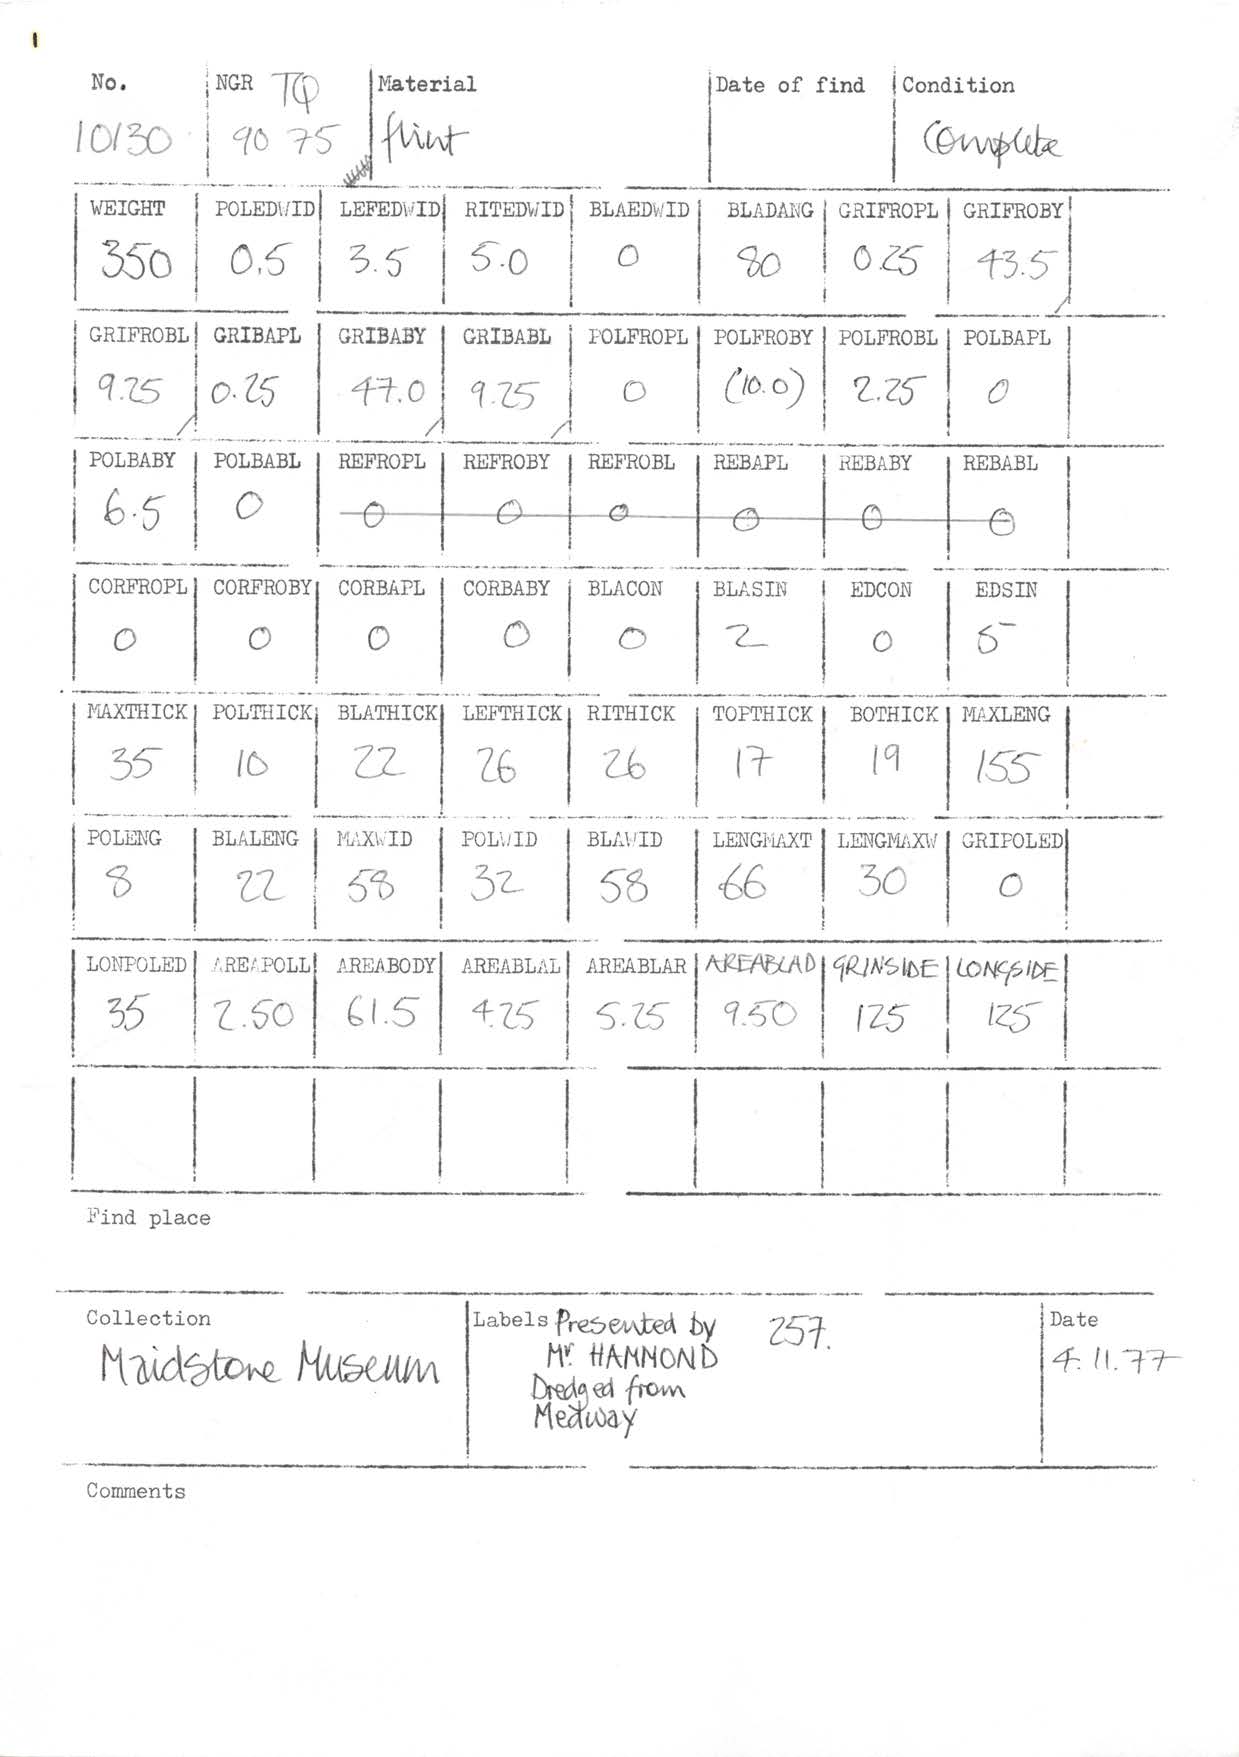 1
No. NGR TQ Material Date of find Condition
10130 90 75 flint complete
WEIGHT POLEDWID LEFEDWID RITEDWID BLAEDWID BLADANG GRIFROPL GRIFROBY
350 0.5 3.5 5.0 0 80 0.25 43.5
GRIFROBL GRIBAPL GRIBABY GRIBABL POLFROPL POLFROBY POLFROBL POLBAPL
9.25 0.25 47.0 9.25 0 (10.0) 2.25 0
POLBABY POLBABL REFROPL REFROBY REFROBL REBAPL REBABY REBABL
6.5 0 0 0 0 0 0 0
CORFROPL CORFROBY CORBAPL CORBABY BLACON BLASIN EDCON EDSIN
0 0 0 0 0 2 0 5
MAXTHICK POLTHICK BLATHICK LEFTHICK RITHICK TOPTHICK BOTHICK MAXLENG
35 10 22 26 26 17 19 155
POLENG BLALENG MAXWID POLWID BLAWID LENGMAXT LENGMAXW GRIPOLED
8 22 58 32 58 66 30 0
LONPOLED AREAPOLL AREABODY AREABLAL AREABLAR AREABLAD GRINSIDE LONGSIDE
35 2.50 61.5 4.25 5.25 9.50 125 125
Find place
Collection Labels Presented by 257. Date
Maidstone Museum Mr. HAMMOND 4.11.77
Dredged from
Medway
Comments